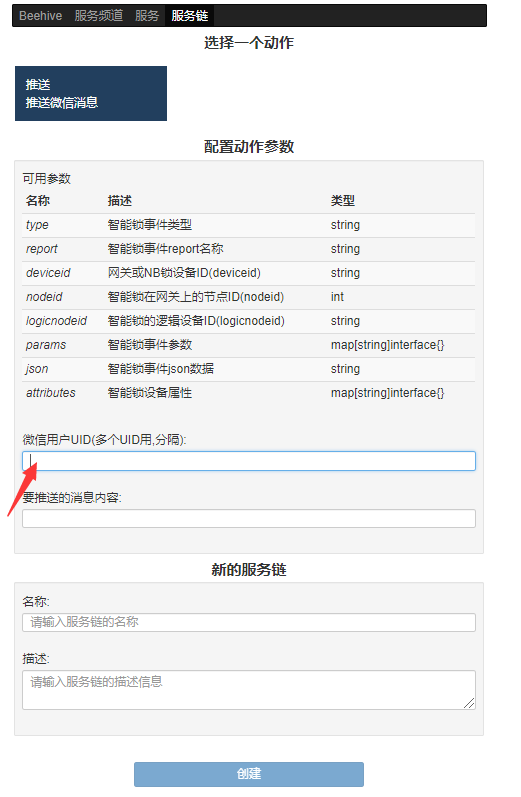 Beehive 服务频道 服务 服务链
选择一个动作
推送
推送微信消息
配置动作参数
可用参数
名称 描述 类型
type 智能锁事件类型 string
report 智能锁事件report名称 string
deviceid 网关或NB锁设备ID(deviceid) string
nodeid 智能锁在网关上的节点ID(nodeid) int
logicnodeid 智能锁的逻辑设备ID(logicnodeid) string
params 智能锁事件参数 map[string]interface{}
json 智能锁事件json数据 string
attributes 智能锁设备属性 map[string]interface{}
微信用户UID(多个UID用,分隔):
要推送的消息内容:
新的服务链
名称:
请输入服务链的名称
描述:
请输入服务链的描述信息
创建